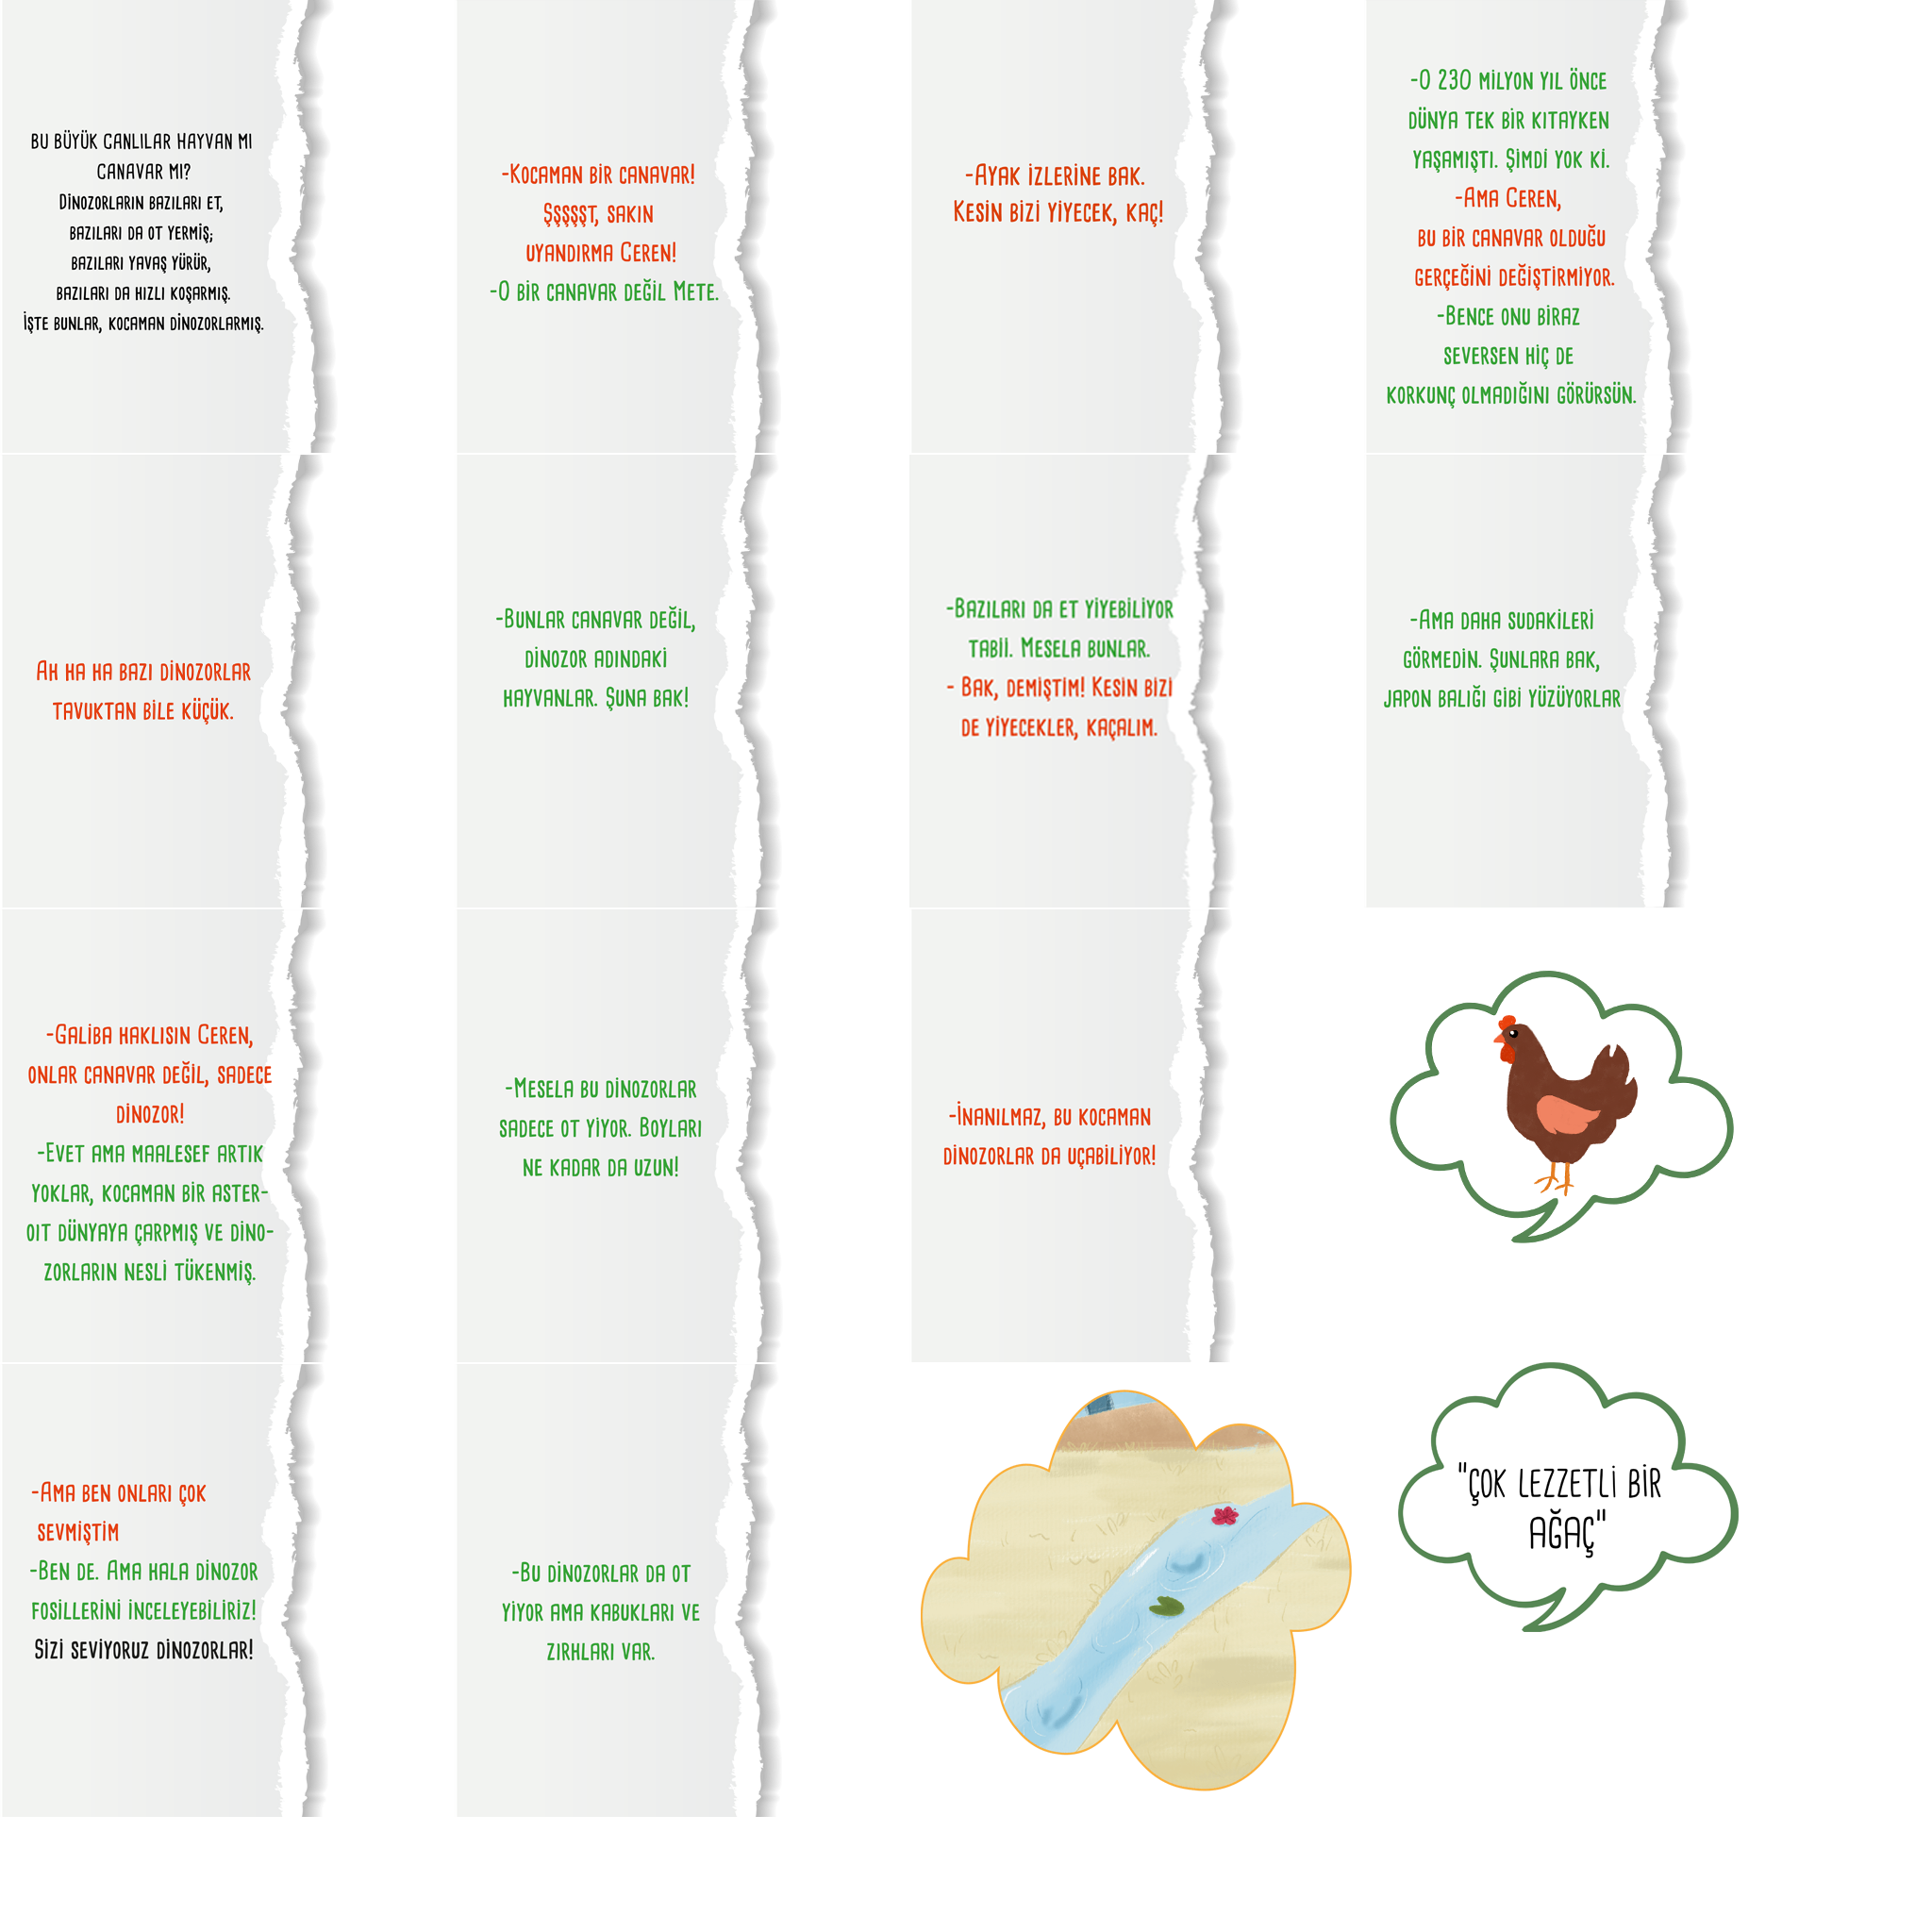 BU BÜYÜK CANLILAR HAYVAN MI
CANAVAR MI?
DİNOZORLARIN BAZILARI ET,
BAZILARI DA OT YERMİŞ;
BAZILARI YAVAŞ YÜRÜR,
BAZILARI DA HIZLI KOŞARMIŞ.
İŞTE BUNLAR, KOCAMAN DİNOZORLARMIŞ.
-KOCAMAN BİR CANAVAR!
ŞŞŞŞŞT, SAKIN
UYANDIRMA CEREN!
-O BİR CANAVAR DEĞİL METE.
-AYAK İZLERİNE BAK.
KESİN BİZİ YİYECEK, KAÇ!
-O 230 MİLYON YIL ÖNCE
DÜNYA TEK BİR KITAYKEN
YAŞAMIŞTI. ŞİMDİ YOK Kİ.
-AMA CEREN,
BU BİR CANAVAR OLDUĞU
GERÇEĞİNİ DEĞİŞTİRMİYOR.
-BENCE ONU BİRAZ
SEVERSEN HİÇ DE
KORKUNÇ OLMADIĞINI GÖRÜRSÜN.
AH HA HA BAZI DİNOZORLAR
TAVUKTAN BİLE KÜÇÜK.
-BUNLAR CANAVAR DEĞİL,
DİNOZOR ADINDAKİ
HAYVANLAR. ŞUNA BAK!
-BAZILARI DA ET YİYEBİLİYOR
TABİI. MESELA BUNLAR.
- BAK, DEMİŞTİM! KESİN BİZİ
DE YİYECEKLER, KAÇALIM.
-AMA DAHA SUDAKİLERİ
GÖRMEDİN. ŞUNLARA BAK,
JAPON BALIĞI GİBİ YÜZÜYORLAR
-GALİBA HAKLISIN CEREN,
ONLAR CANAVAR DEĞİL, SADECE
DİNOZOR!
-EVET AMA MAALESEF ARTIK
YOKLAR, KOCAMAN BİR ASTER-
OIT DÜNYAYA ÇARPMIŞ VE DİNO-
ZORLARIN NESLİ TÜKENMİŞ.
-MESELA BU DİNOZORLAR
SADECE OT YİYOR. BOYLARI
NE KADAR DA UZUN!
-İNANILMAZ, BU KOCAMAN
DİNOZORLAR DA UÇABİLİYOR!
-AMA BEN ONLARI ÇOK
SEVMİŞTİM
-BEN DE. AMA HALA DİNOZOR
FOSİLLERİNİ İNCELEYEBİLİRİZ!
SİZİ SEVİYORUZ DİNOZORLAR!
-BU DİNOZORLAR DA OT
YİYOR AMA KABUKLARI VE
ZIRHLARI VAR.
"ÇOK LEZZETLİ BİR
AĞAÇ"